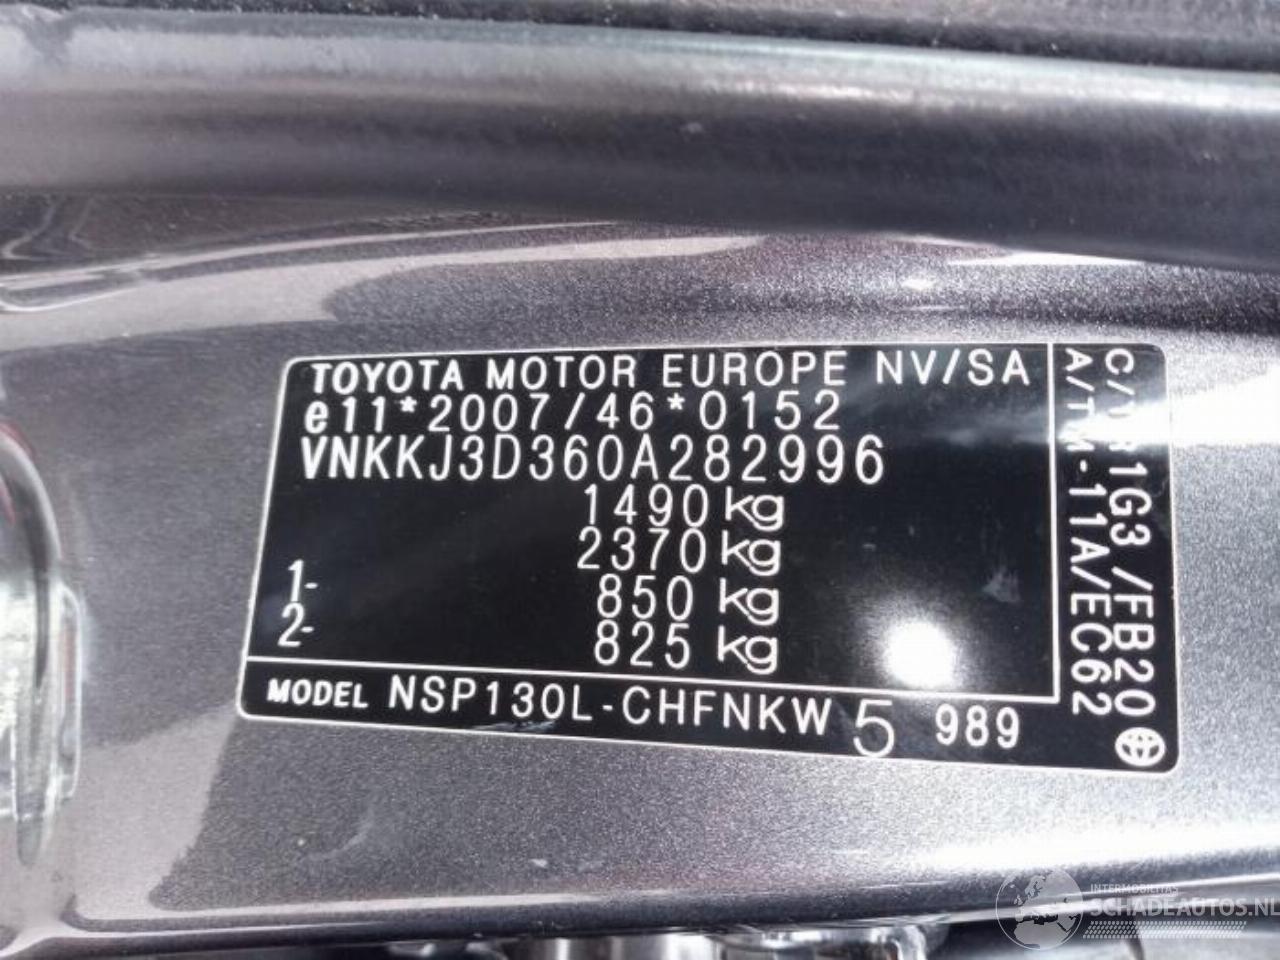 TOYOTA MOTOR EUROPE NV/SA
e11*2007/46*0152
VNKKJ3D360A282996
1490 kg
2370 kg
1- 850 kg
2- 825 kg
MODEL NSP130L-CHFNKW 5 989
C/ 1G3 /FB20
A/TM-11A/EC62
INTERMOBILITAS
SCHADEAUTOS.NL